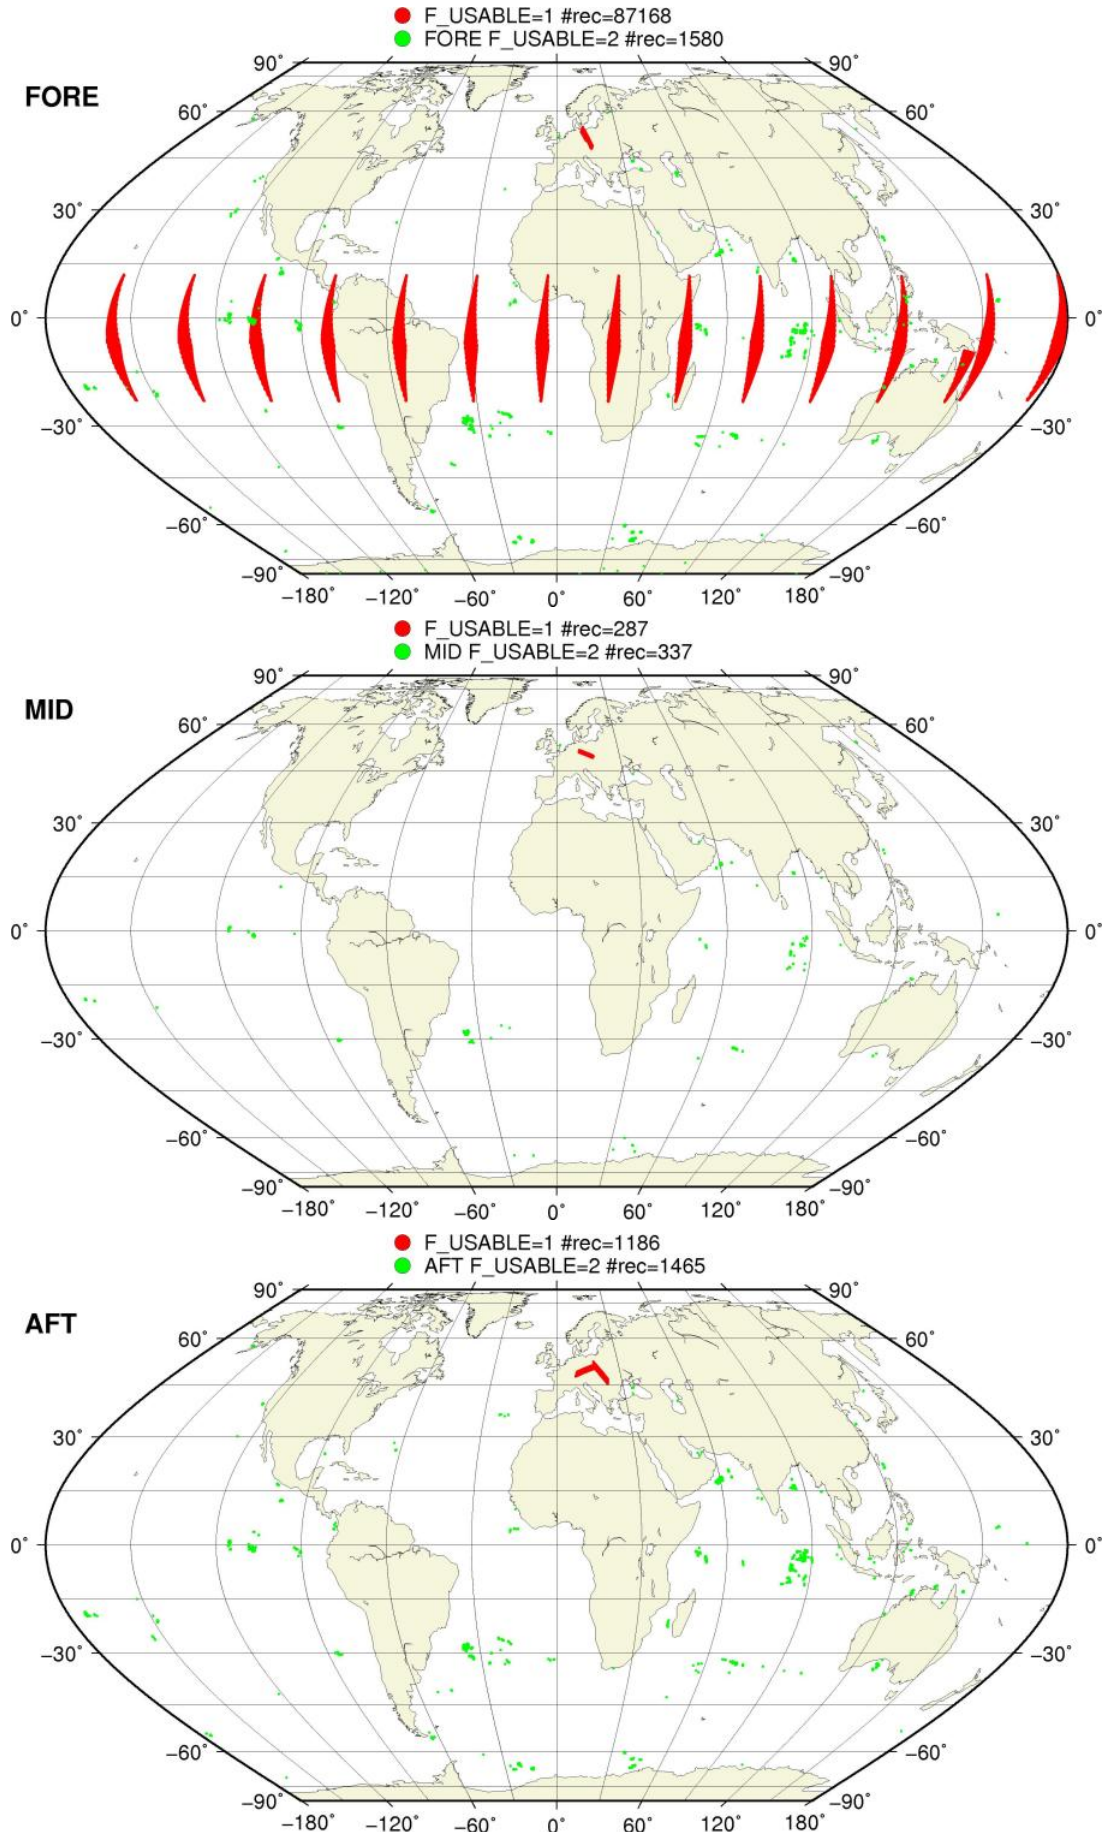 F_USABLE=1 #rec=87168
FORE F_USABLE=2 #rec=1580
FORE
90° 90°
60° 60°
30° 30°
0° 0°
−30° −30°
−60° −60°
−90° −90°
−180° −120° −60° 0° 60° 120° 180°
F_USABLE=1 #rec=287
MID F_USABLE=2 #rec=337
MID
90° 90°
60° 60°
30° 30°
0° 0°
−30° −30°
−60° −60°
−90° −90°
−180° −120° −60° 0° 60° 120° 180°
F_USABLE=1 #rec=1186
AFT F_USABLE=2 #rec=1465
AFT
90° 90°
60° 60°
30° 30°
0° 0°
−30° −30°
−60° −60°
−90° −90°
−180° −120° −60° 0° 60° 120° 180°